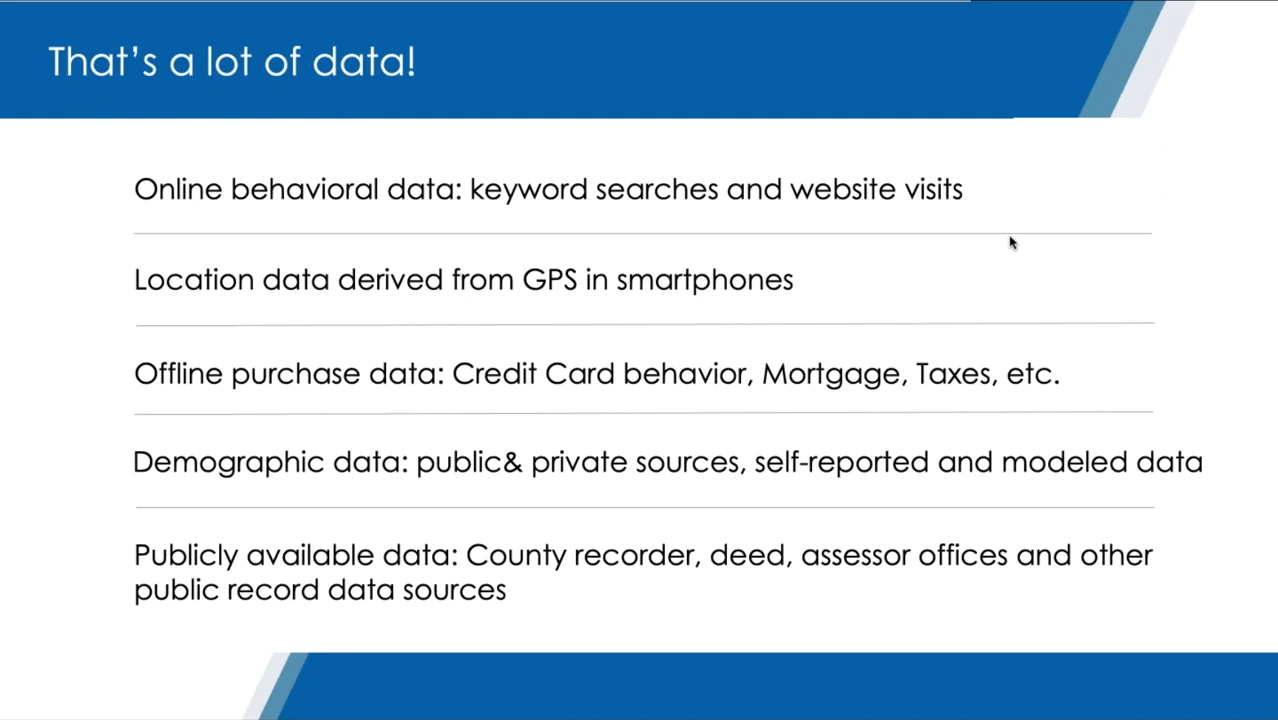 That's a lot of data!
Online behavioral data: keyword searches and website visits
Location data derived from GPS in smartphones
Offline purchase data: Credit Card behavior, Mortgage, Taxes, etc.
Demographic data: public& private sources, self-reported and modeled data
Publicly available data: County recorder, deed, assessor offices and other
public record data sources